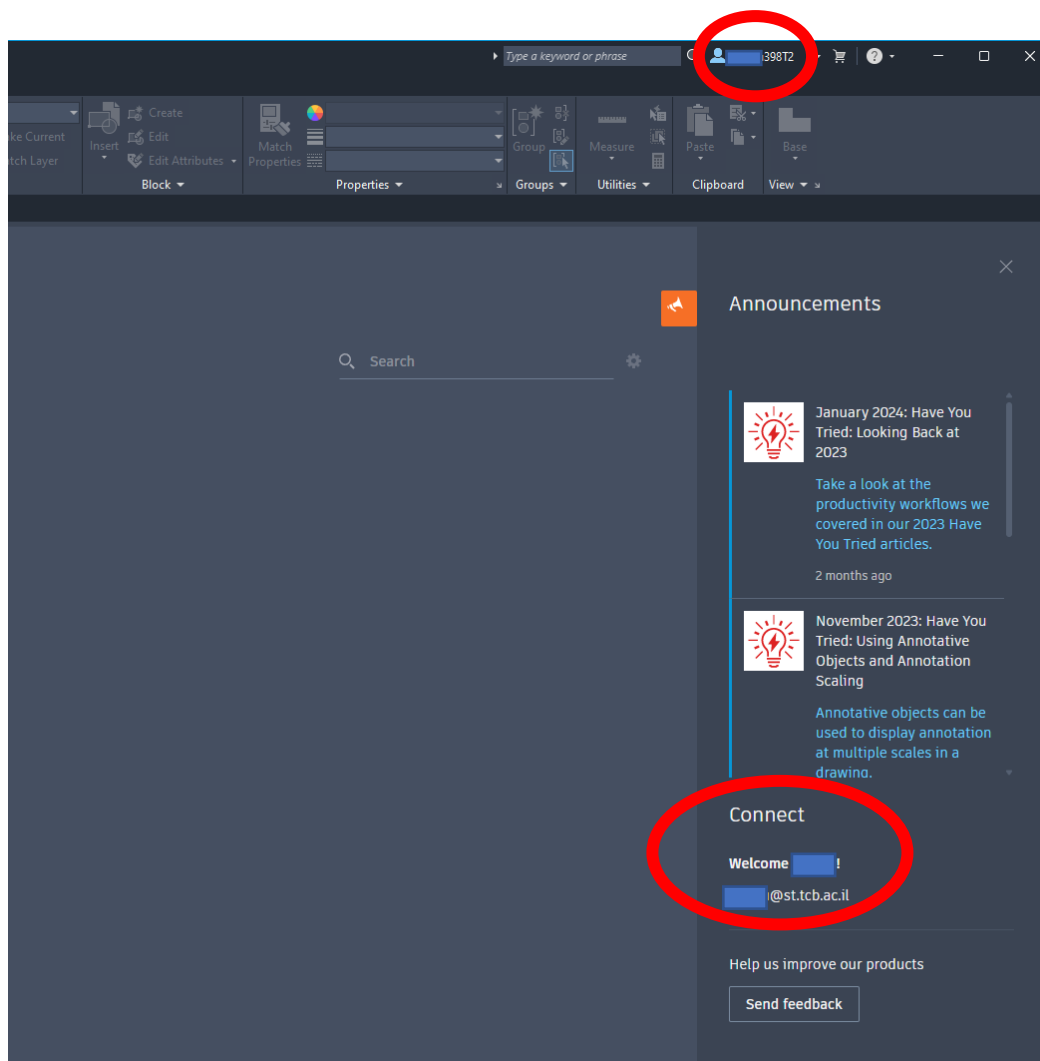 Type a keyword or phrase
398T2
Insert
Create
Edit
Edit Attributes
Block
Match
Properties
Properties
Group
Groups
Measure
Utilities
Paste
Clipboard
Base
View
Current
Layer
Search
Announcements
January 2024: Have You
Tried: Looking Back at
2023
Take a look at the
productivity workflows we
covered in our 2023 Have
You Tried articles.
2 months ago
November 2023: Have You
Tried: Using Annotative
Objects and Annotation
Scaling
Annotative objects can be
used to display annotation
at multiple scales in a
drawing.
Connect
Welcome !
@st.tcb.ac.il
Help us improve our products
Send feedback